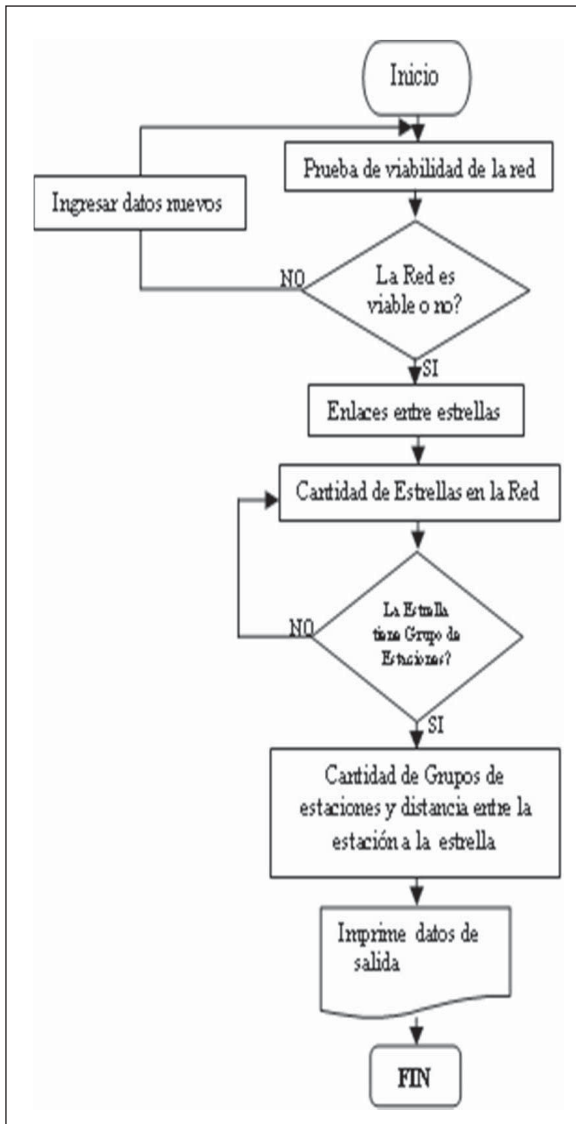 Inicio
Prueba de viabilidad de la red
Ingresar datos nuevos
NO
La Red es
viable o no?
SI
Enlaces entre estrellas
Cantidad de Estrellas en la Red
NO
La Estrella
tiene Grupo de
Estaciones?
SI
Cantidad de Grupos de
estaciones y distancia entre la
estación a la estrella
Imprime datos de
salida
FIN